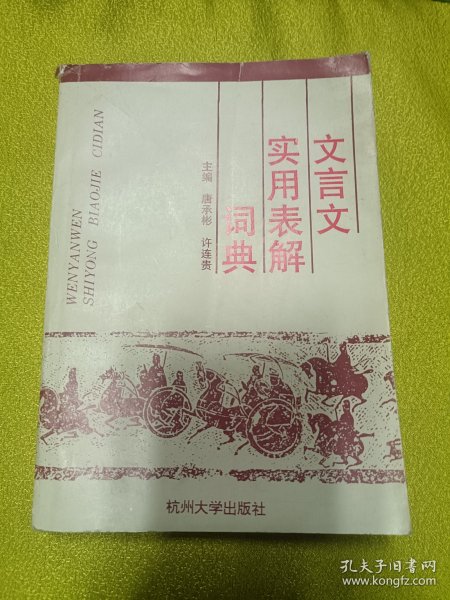 文言文
实用表解
词典
主编 唐承彬 许连贵
WENYANWEN
SHIYONG BIAOJIE CIDIAN
杭州大学出版社
孔夫子旧书网
www.kongfz.com